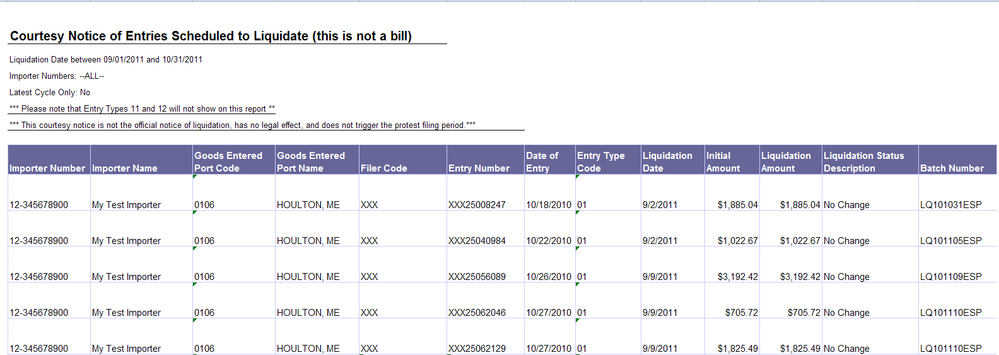 Courtesy Notice of Entries Scheduled to Liquidate (this is not a bill)
Liquidation Date between 09/01/2011 and 10/31/2011
Importer Numbers: --ALL--
Latest Cycle Only: No
*** Please note that Entry Types 11 and 12 will not show on this report **
*** This courtesy notice is not the official notice of liquidation, has no legal effect, and does not trigger the protest filing period.***
Importer Number Importer Name Goods Entered Port Code Goods Entered Port Name Filer Code Entry Number Date of Entry Entry Type Code Liquidation Date Initial Amount Liquidation Amount Liquidation Status Description Batch Number
12-345678900 My Test Importer 0106 HOULTON, ME XXX XXX25008247 10/18/2010 01 9/2/2011 $1,885.04 $1,885.04 No Change LQ101031ESP
12-345678900 My Test Importer 0106 HOULTON, ME XXX XXX25040984 10/22/2010 01 9/2/2011 $1,022.67 $1,022.67 No Change LQ101105ESP
12-345678900 My Test Importer 0106 HOULTON, ME XXX XXX25056089 10/26/2010 01 9/9/2011 $3,192.42 $3,192.42 No Change LQ101109ESP
12-345678900 My Test Importer 0106 HOULTON, ME XXX XXX25062046 10/27/2010 01 9/9/2011 $705.72 $705.72 No Change LQ101110ESP
12-345678900 My Test Importer 0106 HOULTON, ME XXX XXX25062129 10/27/2010 01 9/9/2011 $1,825.49 $1,825.49 No Change LQ101110ESP